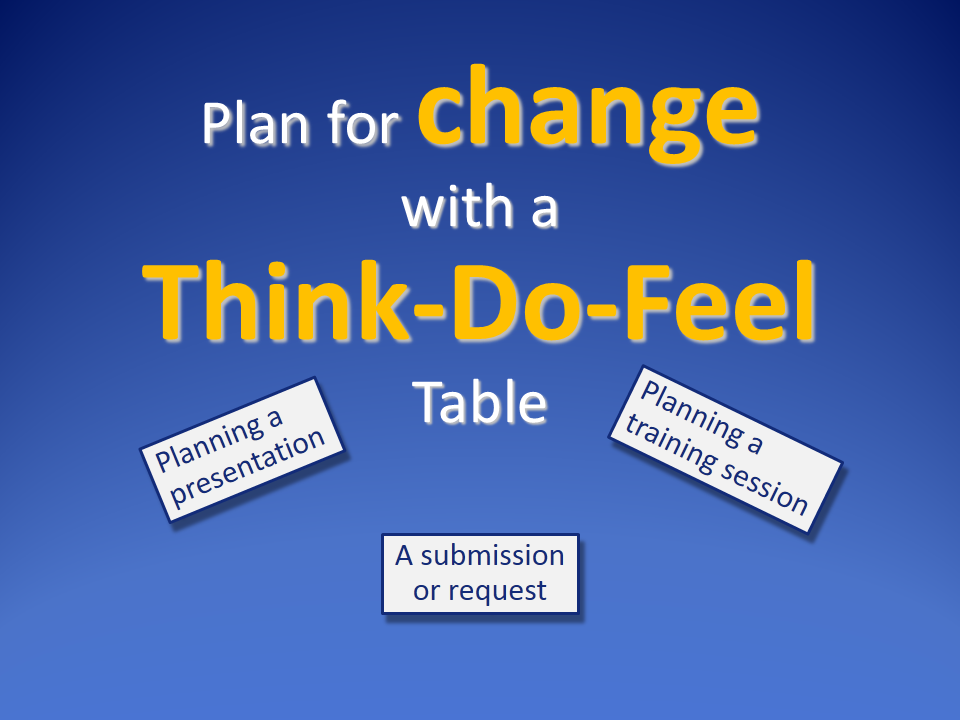 Plan for change
with a
Think-Do-Feel
Table
Planning a
presentation
Planning a
training session
A submission
or request